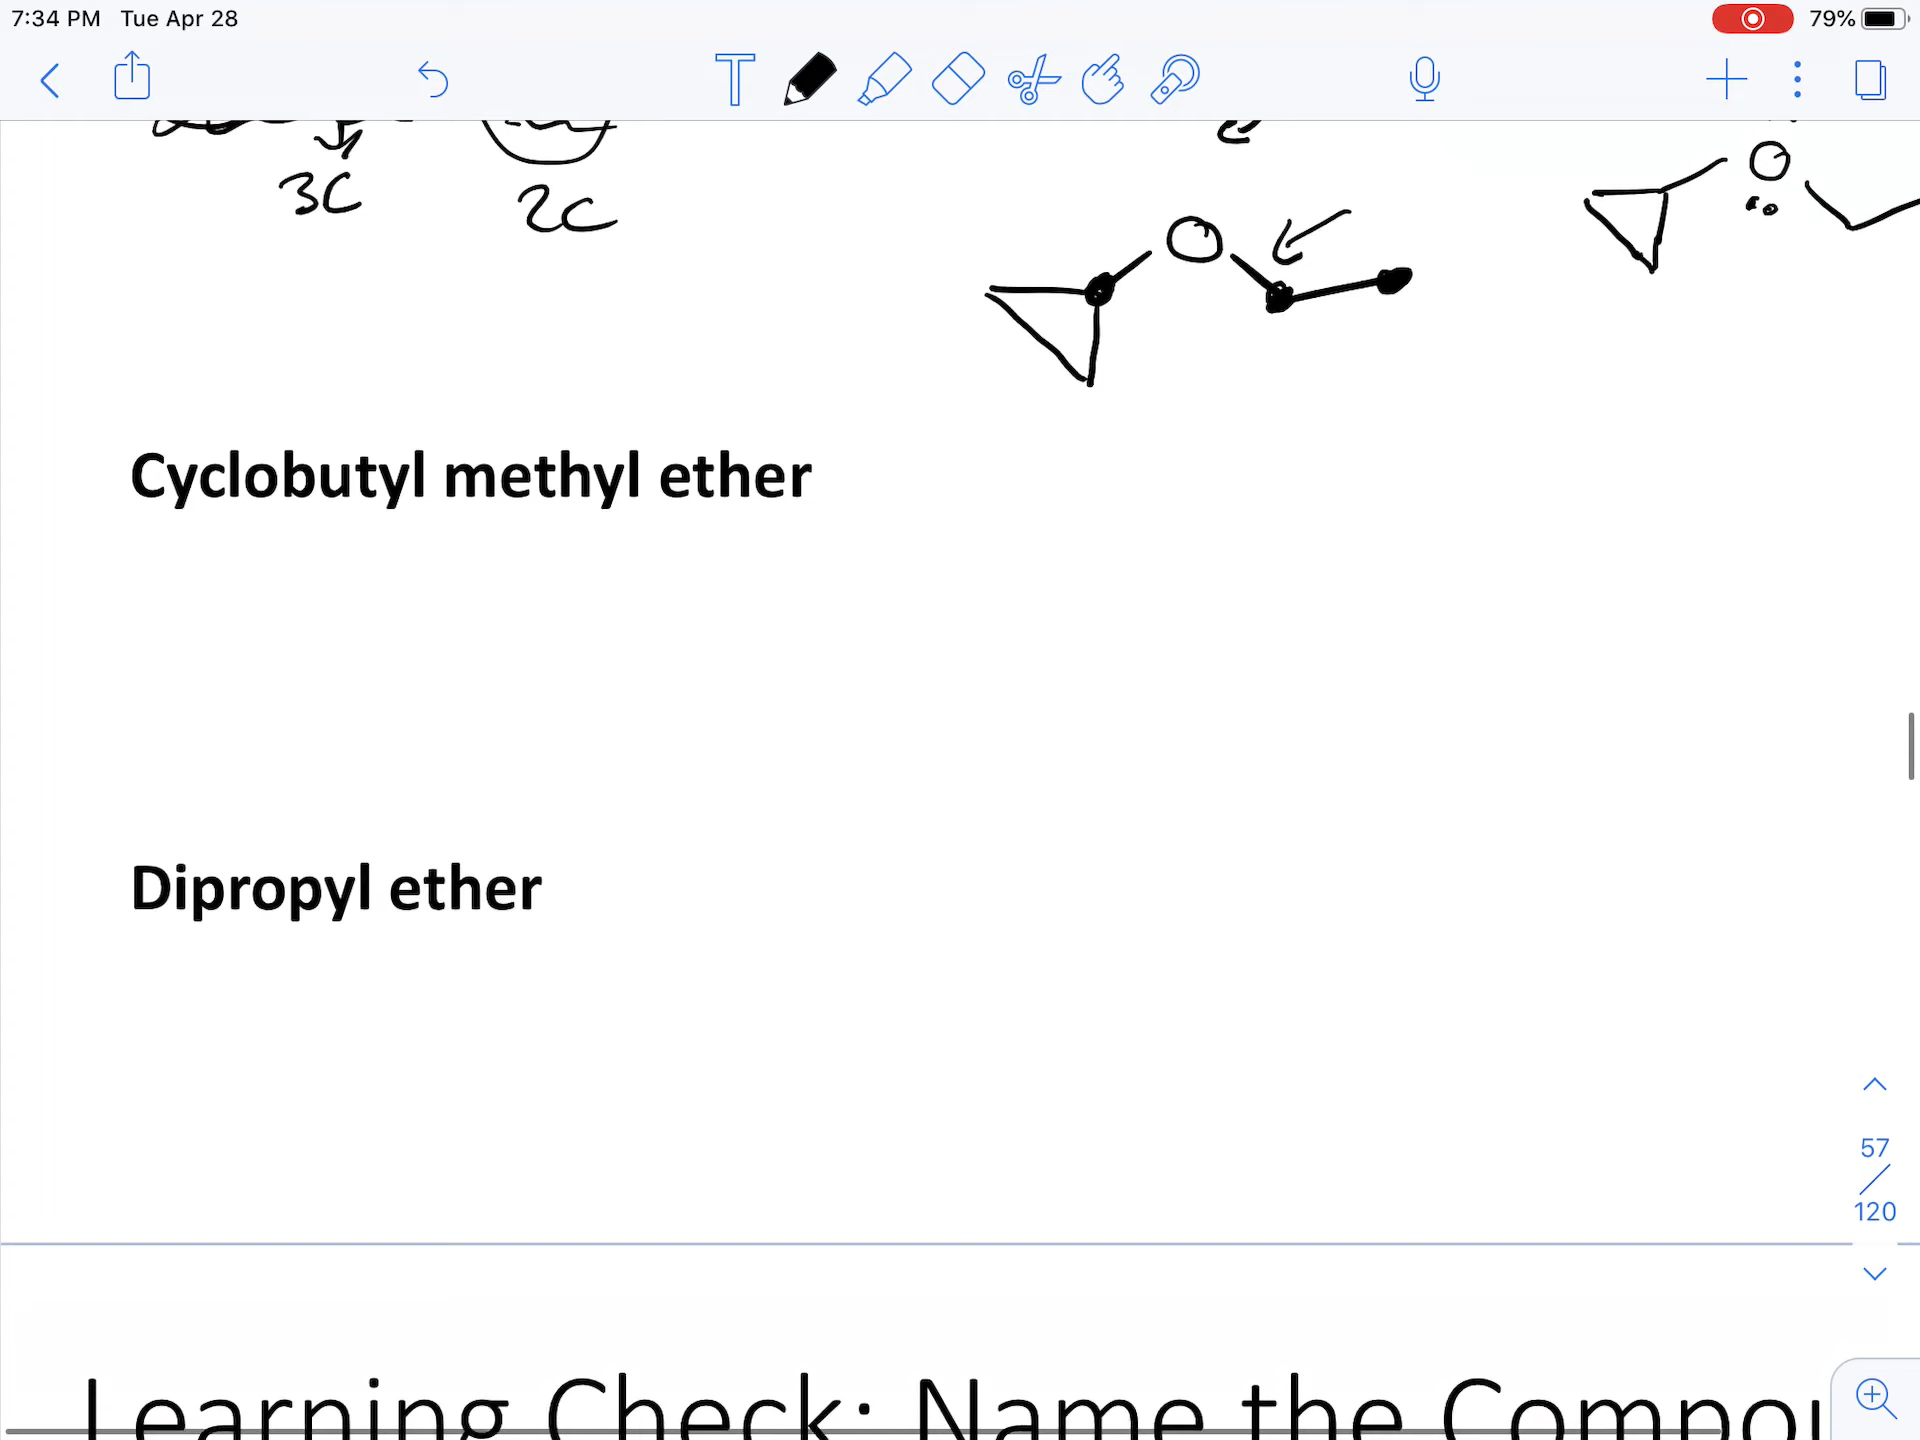 7:34 PM Tue Apr 28
79%
T
3C
2C
O
O
Cyclobutyl methyl ether
Dipropyl ether
57
120
Learning Check: Name the